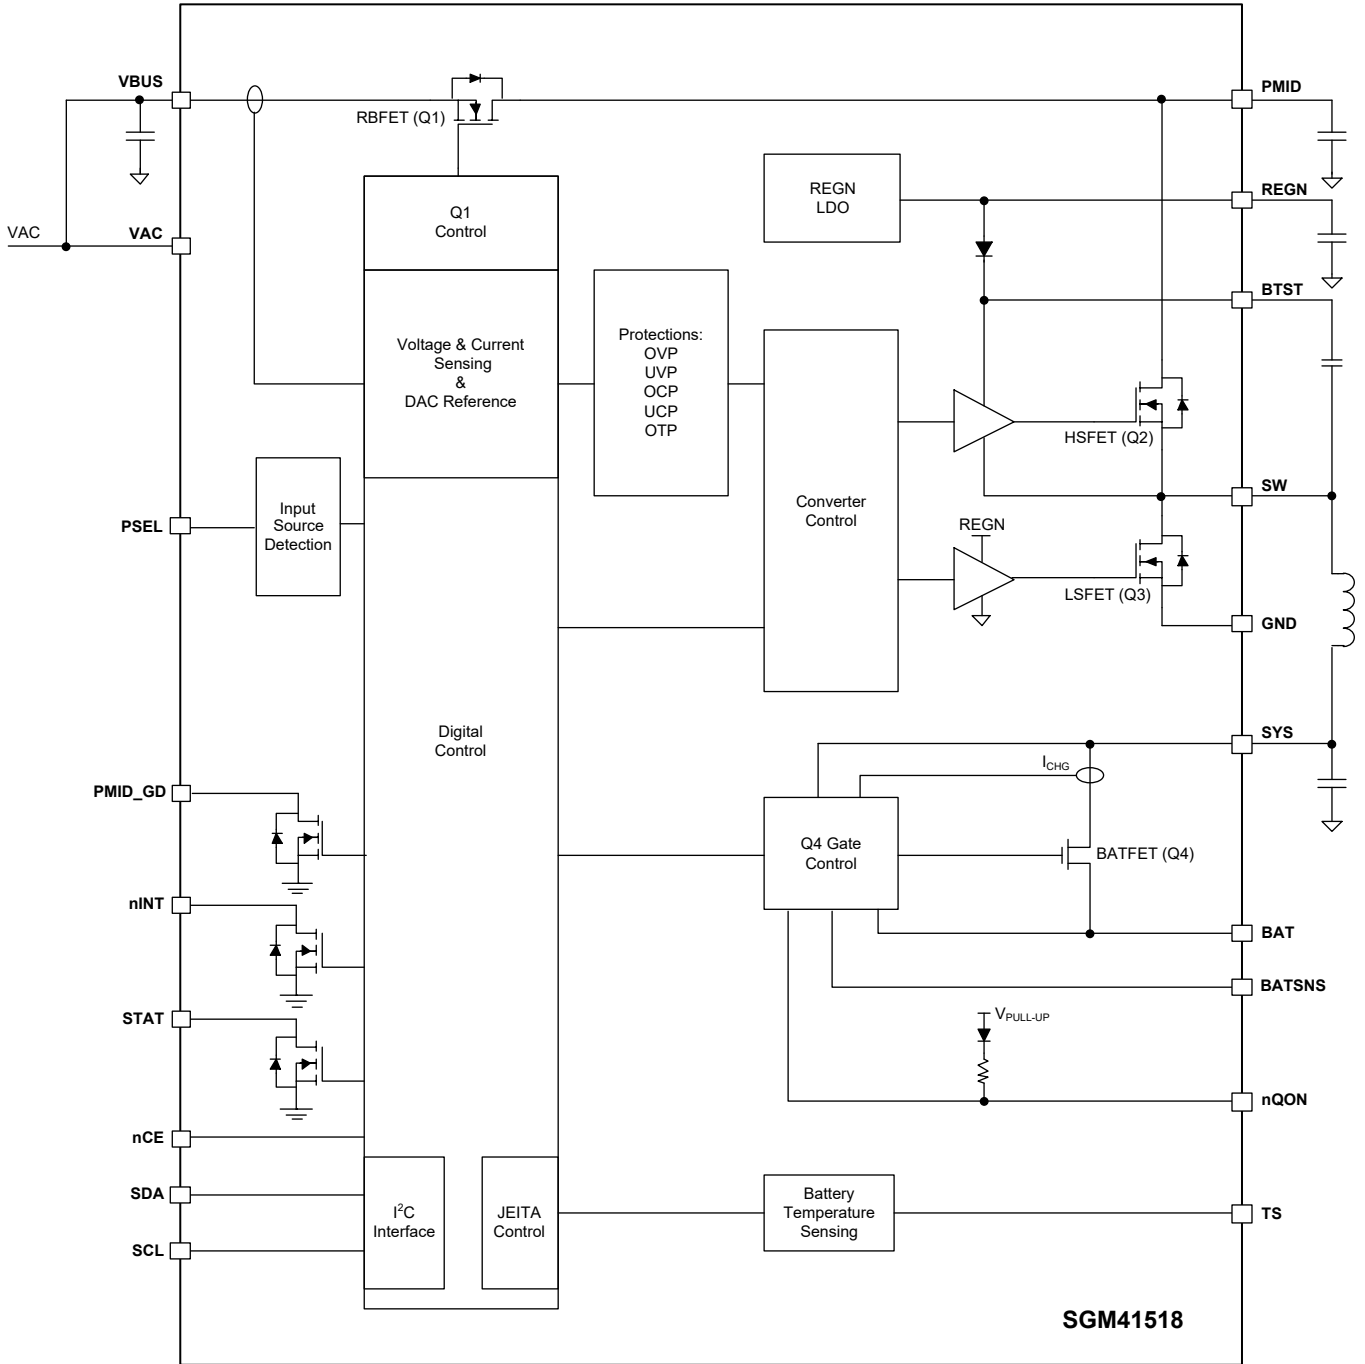 VBUS
PMID
RBFET (Q1)
REGN
LDO
REGN
Q1
Control
VAC
VAC
BTST
Voltage & Current
Sensing
&
DAC Reference
Protections:
OVP
UVP
OCP
UCP
OTP
HSFET (Q2)
Converter
Control
SW
PSEL
Input
Source
Detection
REGN
LSFET (Q3)
GND
Digital
Control
SYS
ICHG
PMID_GD
Q4 Gate
Control
BATFET (Q4)
nINT
BAT
BATSNS
STAT
VPULL-UP
nQON
nCE
SDA
I2C
Interface
JEITA
Control
Battery
Temperature
Sensing
TS
SCL
SGM41518